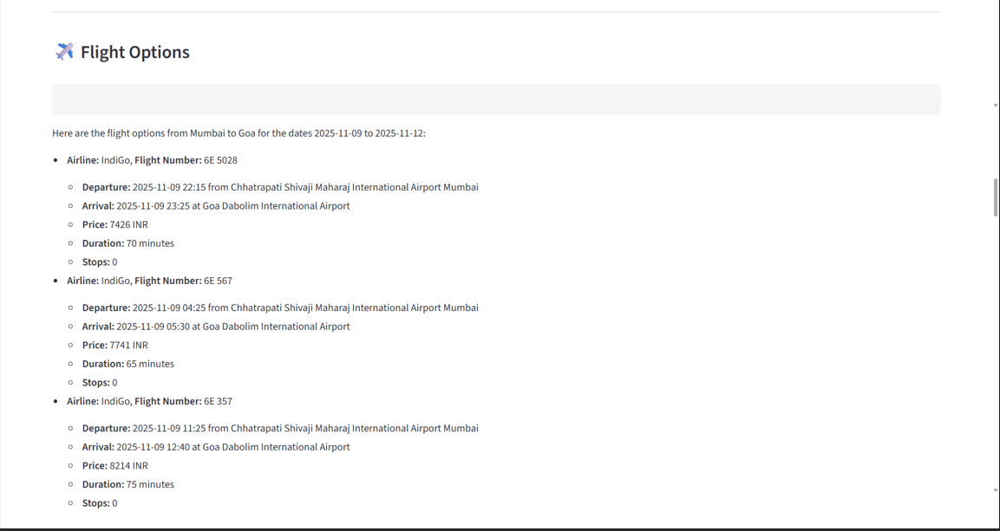 Flight Options
Here are the flight options from Mumbai to Goa for the dates 2025-11-09 to 2025-11-12:
Airline: IndiGo, Flight Number: 6E 5028
Departure: 2025-11-09 22:15 from Chhatrapati Shivaji Maharaj International Airport Mumbai
Arrival: 2025-11-09 23:25 at Goa Dabolim International Airport
Price: 7426 INR
Duration: 70 minutes
Stops: 0
Airline: IndiGo, Flight Number: 6E 567
Departure: 2025-11-09 04:25 from Chhatrapati Shivaji Maharaj International Airport Mumbai
Arrival: 2025-11-09 05:30 at Goa Dabolim International Airport
Price: 7741 INR
Duration: 65 minutes
Stops: 0
Airline: IndiGo, Flight Number: 6E 357
Departure: 2025-11-09 11:25 from Chhatrapati Shivaji Maharaj International Airport Mumbai
Arrival: 2025-11-09 12:40 at Goa Dabolim International Airport
Price: 8214 INR
Duration: 75 minutes
Stops: 0